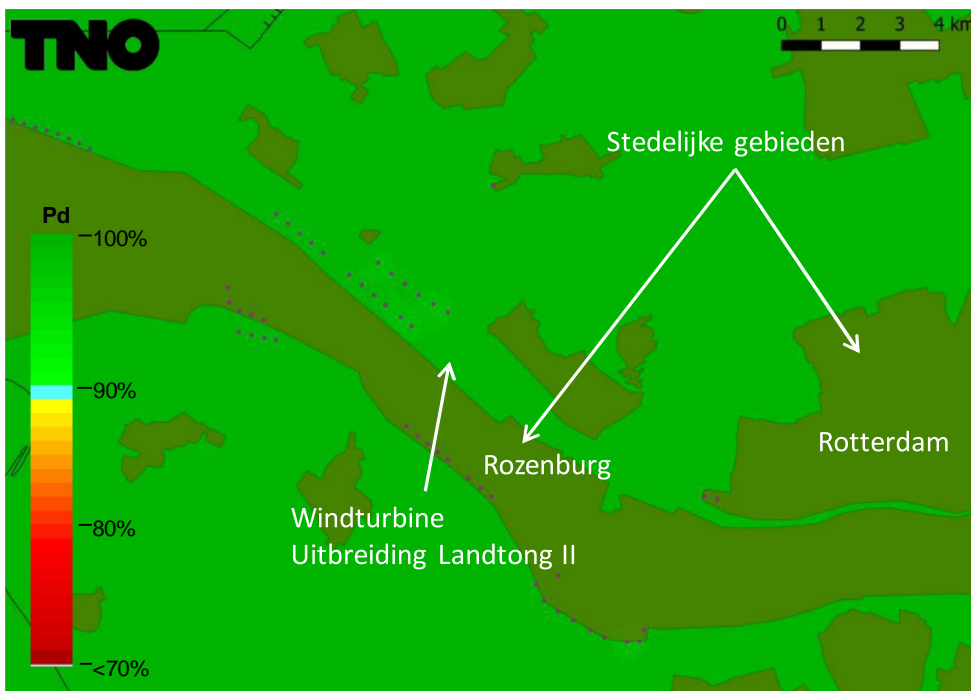 TNO
0 1 2 3 4 km
Stedelijke gebieden
Pd
100%
90%
80%
<70%
Rotterdam
Rozenburg
Windturbine
Uitbreiding Landtong II